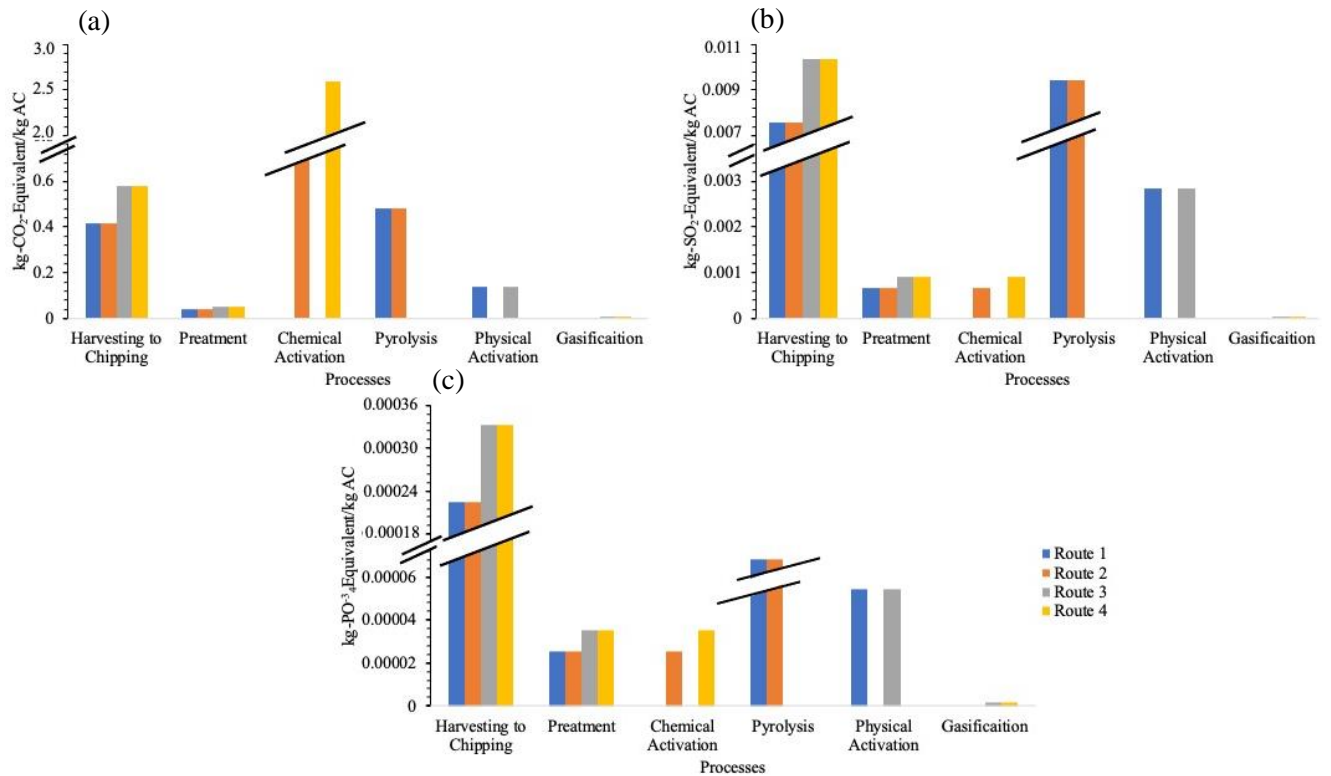 (a)
kg-CO2-Equivalent/kg AC
3.0
2.5
2.0
0.6
0.4
0.2
0
Harvesting to Chipping
Preatment
Chemical Activation
Pyrolysis
Physical Activation
Gasificaition
Processes
(b)
kg-SO2-Equivalent/kg AC
0.011
0.009
0.007
0.003
0.002
0.001
0
Harvesting to Chipping
Preatment
Chemical Activation
Pyrolysis
Physical Activation
Gasificaition
Processes
(c)
kg-PO-34Equivalent/kg AC
0.00036
0.00030
0.00024
0.00018
0.00006
0.00004
0.00002
0
Harvesting to Chipping
Preatment
Chemical Activation
Pyrolysis
Physical Activation
Gasificaition
Processes
Route 1
Route 2
Route 3
Route 4